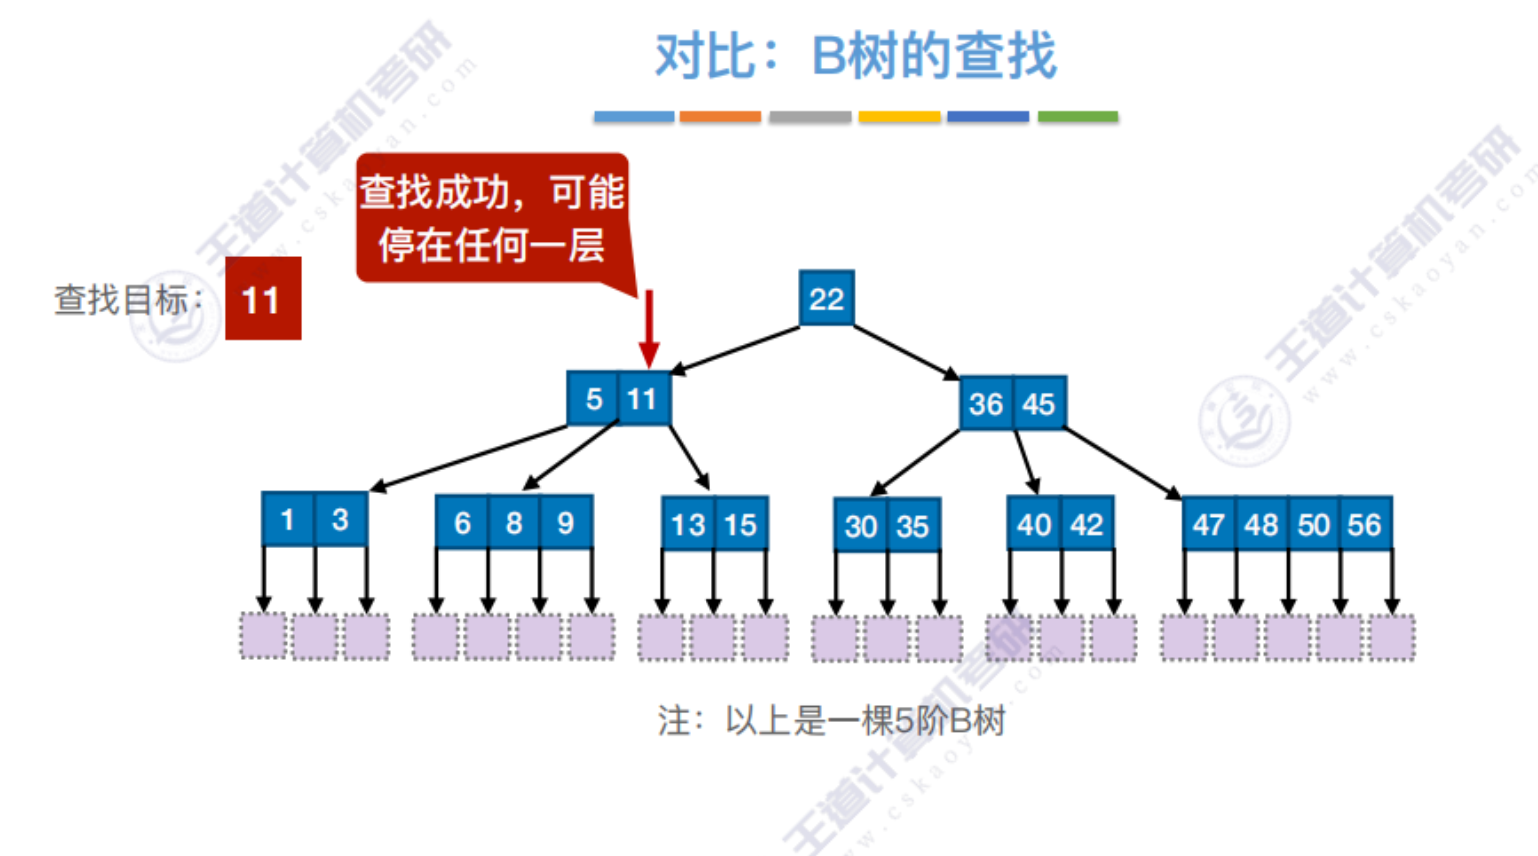 对比：B树的查找
查找成功，可能
停在任何一层
查找目标：
11
22
5 11
36 45
1 3
6 8 9
13 15
30 35
40 42
47 48 50 56
注：以上是一棵5阶B树
王道计算机考研
www.cskaoyan.com
王道计算机考研
www.cskaoyan.com
王道计算机考研
www.cskaoyan.com